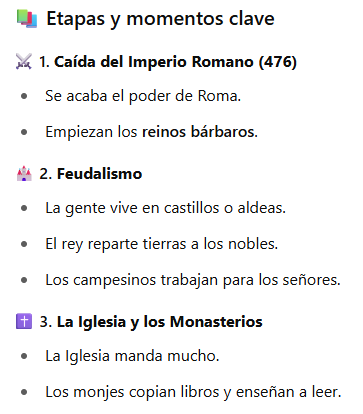 Etapas y momentos clave
1. Caída del Imperio Romano (476)
Se acaba el poder de Roma.
Empiezan los reinos bárbaros.
2. Feudalismo
La gente vive en castillos o aldeas.
El rey reparte tierras a los nobles.
Los campesinos trabajan para los señores.
3. La Iglesia y los Monasterios
La Iglesia manda mucho.
Los monjes copian libros y enseñan a leer.